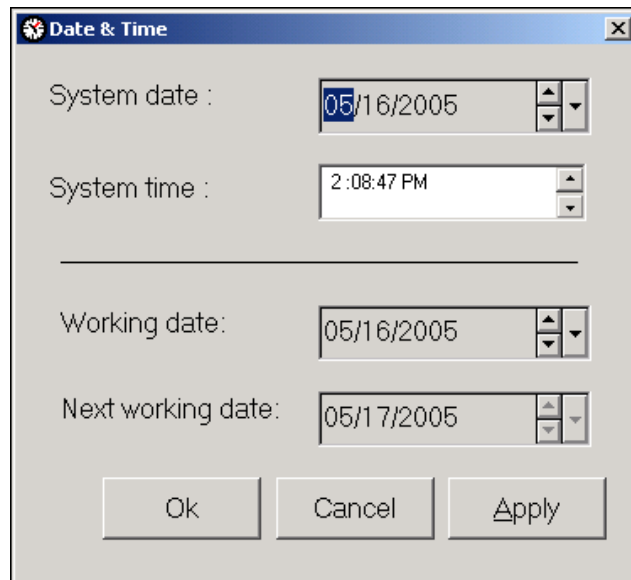 Date & Time
System date : 05/16/2005
System time : 2 :08:47 PM
Working date: 05/16/2005
Next working date: 05/17/2005
Ok Cancel Apply